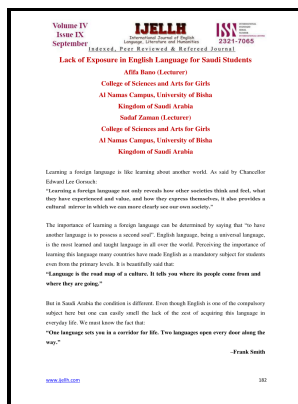 Volume IV
Issue IX
September
IJELLH
International Journal of English
Language, Literature and Humanities
ISSN
2321-7065
Indexed, Peer Reviewed & Refereed Journal
Lack of Exposure in English Language for Saudi Students
Afifa Bano (Lecturer)
College of Sciences and Arts for Girls
Al Namas Campus, University of Bisha
Kingdom of Saudi Arabia
Sadaf Zaman (Lecturer)
College of Sciences and Arts for Girls
Al Namas Campus, University of Bisha
Kingdom of Saudi Arabia
Learning a foreign language is like learning about another world. As said by Chancellor
Edward Lee Gorsuch:
“Learning a foreign language not only reveals how other societies think and feel, what
they have experienced and value, and how they express themselves, it also provides a
cultural mirror in which we can more clearly see our own society.”
The importance of learning a foreign language can be determined by saying that “to have
another language is to possess a second soul”. English language, being a universal language,
is the most learned and taught language in all over the world. Perceiving the importance of
learning this language many countries have made English as a mandatory subject for students
even from the primary levels. It is beautifully said that:
“Language is the road map of a culture. It tells you where its people come from and
where they are going.”
But in Saudi Arabia the condition is different. Even though English is one of the compulsory
subject here but one can easily smell the lack of the zest of acquiring this language in
everyday life. We must know the fact that:
“One language sets you in a corridor for life. Two languages open every door along the
way.”
–Frank Smith
www.ijellh.com
182